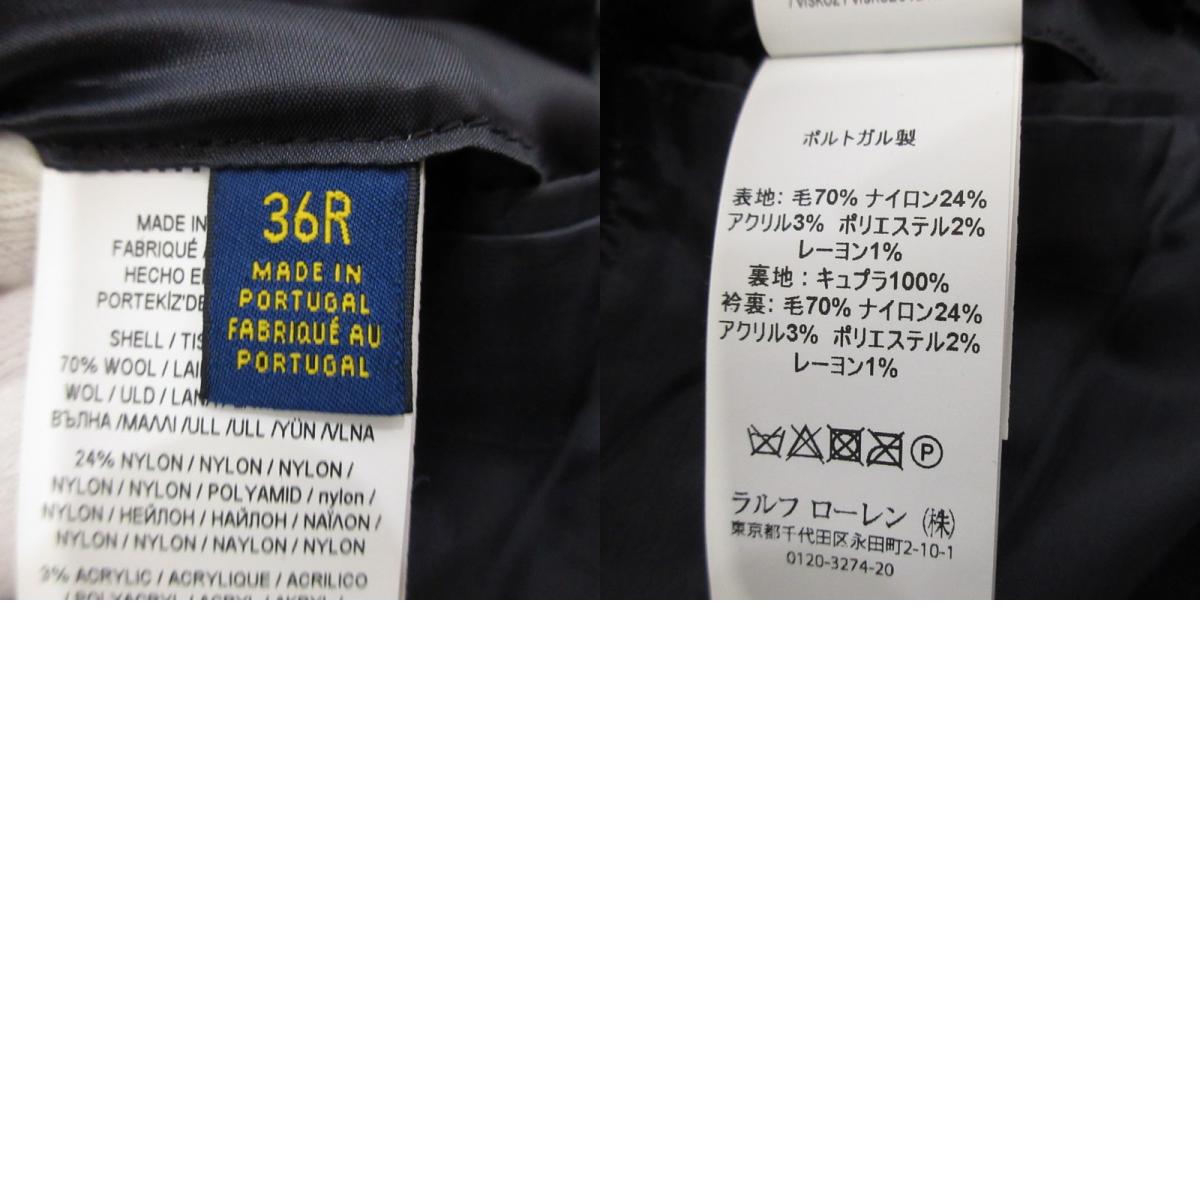 36R
MADE IN
PORTUGAL
FABRIQUÉ AU
PORTUGAL
MADE IN
FABRIQUÉ
HECHO
PORTEKİZ'DE
SHELL /
70% WOOL /
WOL / ULD /
ВЪЛНА /ΜΑΛΛΙ /ULL /ULL /YÜN /VLNA
24% NYLON / NYLON / NYLON /
NYLON / NYLON / POLYAMID / nylon /
NYLON / НЕЙЛОН / НАЙЛОН / ΝΑΪΛΟΝ /
NYLON / NYLON / NAYLON / NYLON
3% ACRYLIC / ACRYLIQUE / ACRILICO
ポルトガル製
表地: 毛70% ナイロン24%
アクリル3% ポリエステル2%
レーヨン1%
裏地 : キュプラ100%
衿裏: 毛70% ナイロン24%
アクリル3% ポリエステル2%
レーヨン1%
P
ラルフ ローレン (株)
東京都千代田区永田町2-10-1
0120-3274-20